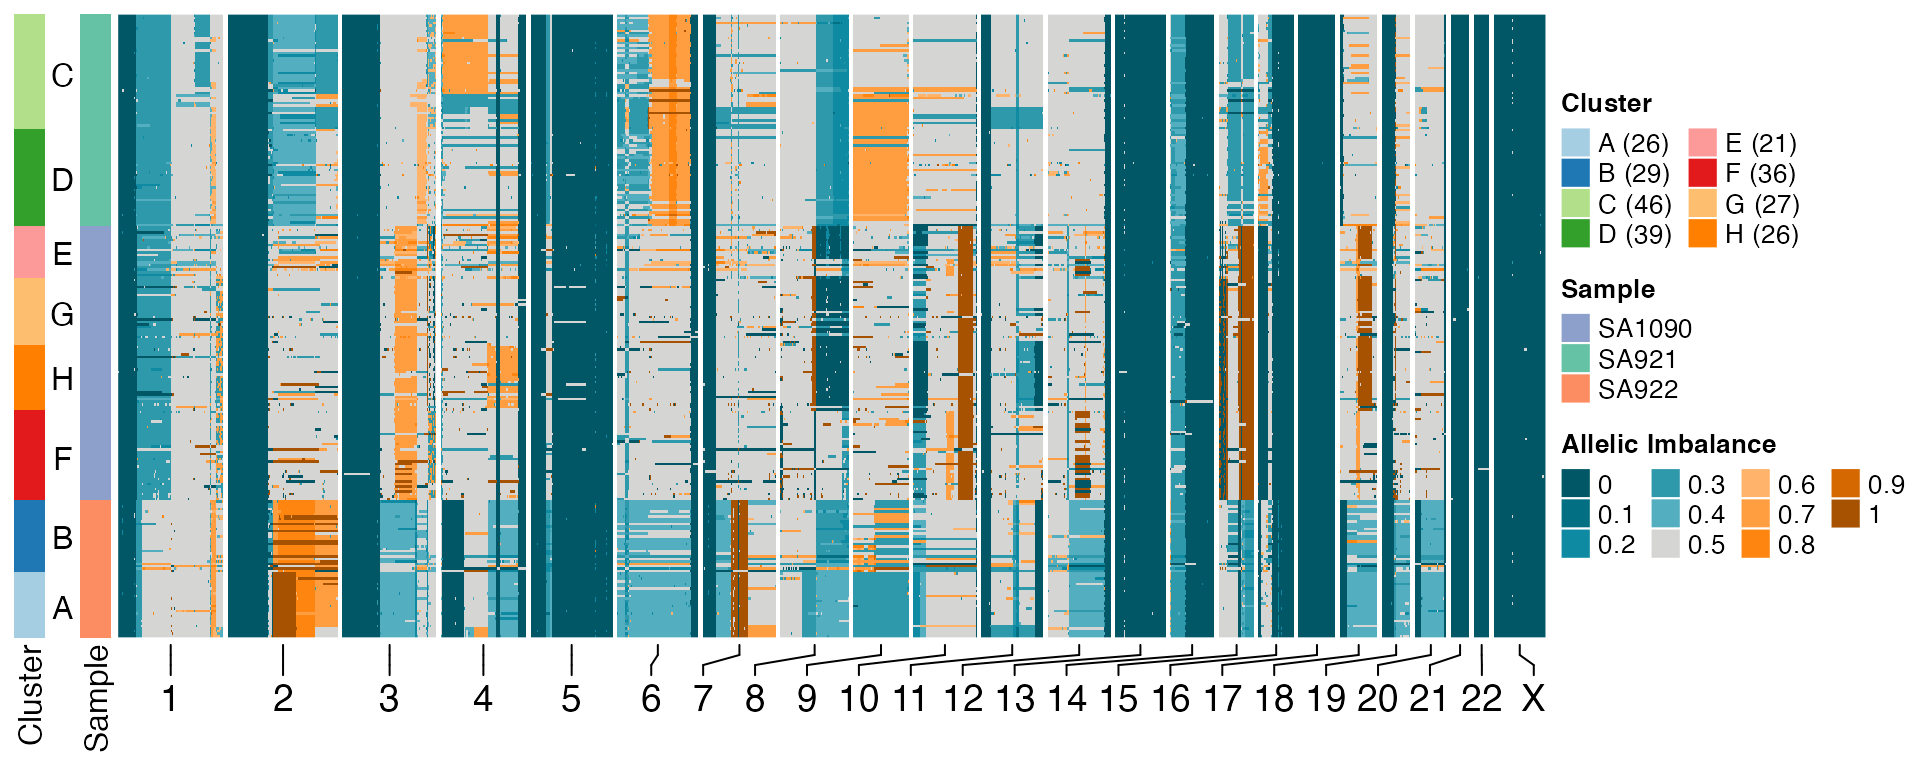 C
D
E
G
H
F
B
A
Cluster
Sample
1 2 3 4 5 6 7 8 9 10 11 12 13 14 15 16 17 18 19 20 21 22 X
Cluster
A (26) E (21)
B (29) F (36)
C (46) G (27)
D (39) H (26)
Sample
SA1090
SA921
SA922
Allelic Imbalance
0 0.3 0.6 0.9
0.1 0.4 0.7 1
0.2 0.5 0.8